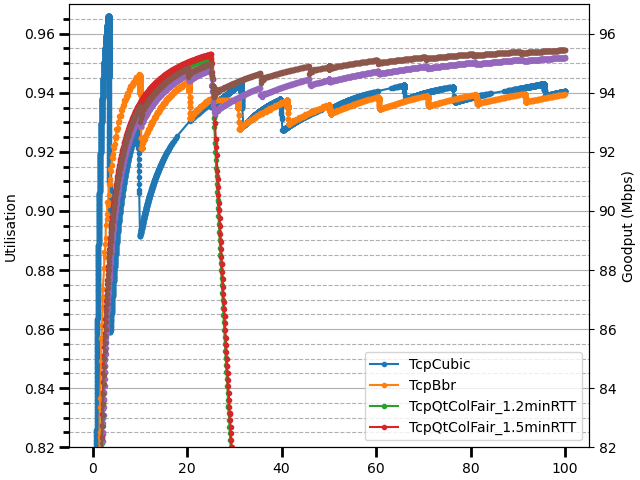 0.96
0.94
0.92
0.90
0.88
0.86
0.84
0.82
Utilisation
96
94
92
90
88
86
84
82
Goodput (Mbps)
TcpCubic
TcpBbr
TcpQtColFair_1.2minRTT
TcpQtColFair_1.5minRTT
0 20 40 60 80 100